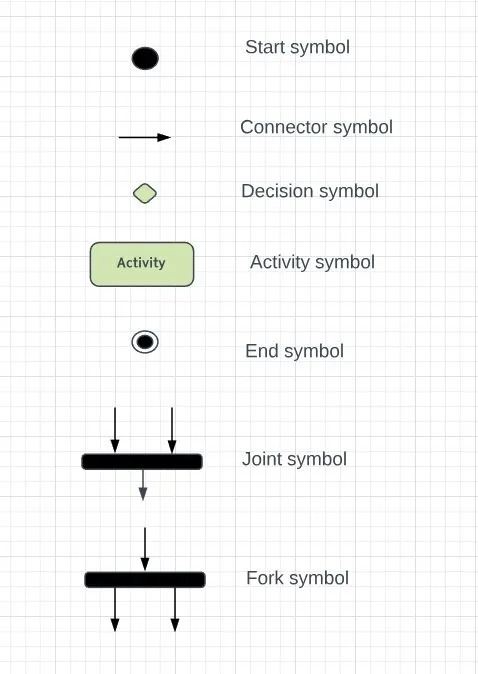 Start symbol
Connector symbol
Decision symbol
Activity
Activity symbol
End symbol
Joint symbol
Fork symbol